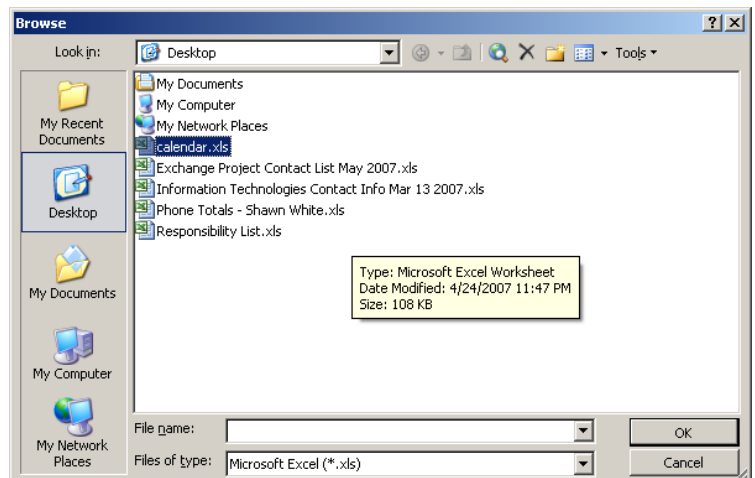 Browse
Look in: Desktop Tools
My Recent
Documents
Desktop
My Documents
My Computer
My Network
Places
My Documents
My Computer
My Network Places
calendar.xls
Exchange Project Contact List May 2007.xls
Information Technologies Contact Info Mar 13 2007.xls
Phone Totals - Shawn White.xls
Responsibility List.xls
Type: Microsoft Excel Worksheet
Date Modified: 4/24/2007 11:47 PM
Size: 108 KB
File name: OK
Files of type: Microsoft Excel (*.xls) Cancel